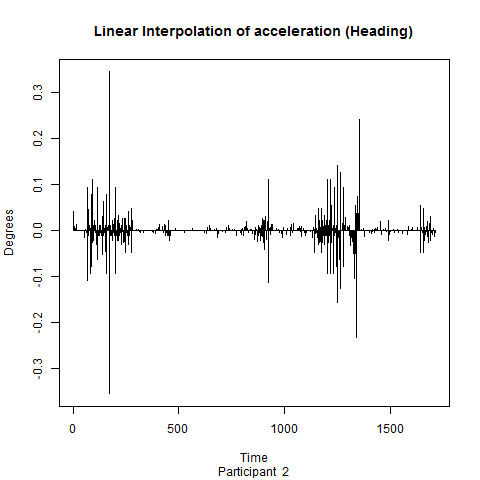 Linear Interpolation of acceleration (Heading)
Degrees
0.3
0.2
0.1
0.0
-0.1
-0.2
-0.3
0 500 1000 1500
Time
Participant 2